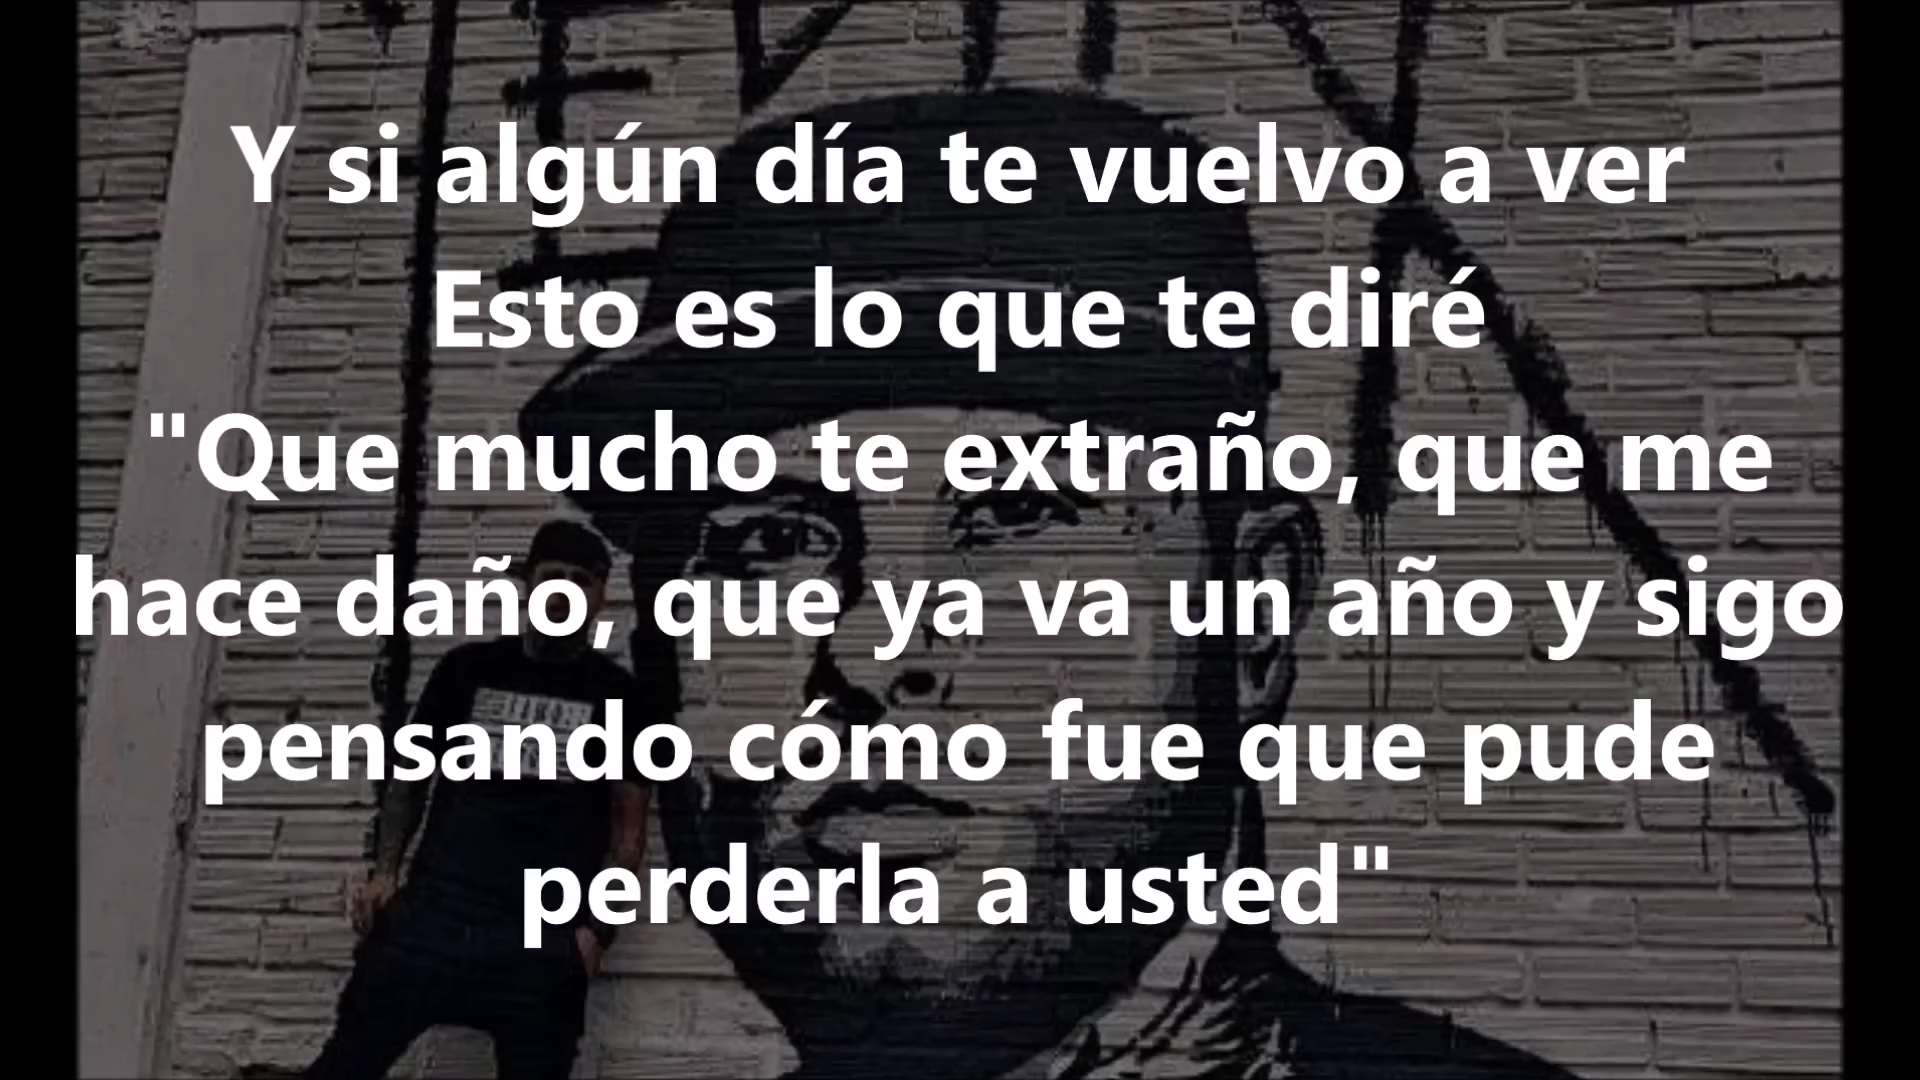 Y si algún día te vuelvo a ver
Esto es lo que te diré
"Que mucho te extraño, que me
hace daño, que ya va un año y sigo
pensando cómo fue que pude
perderla a usted"